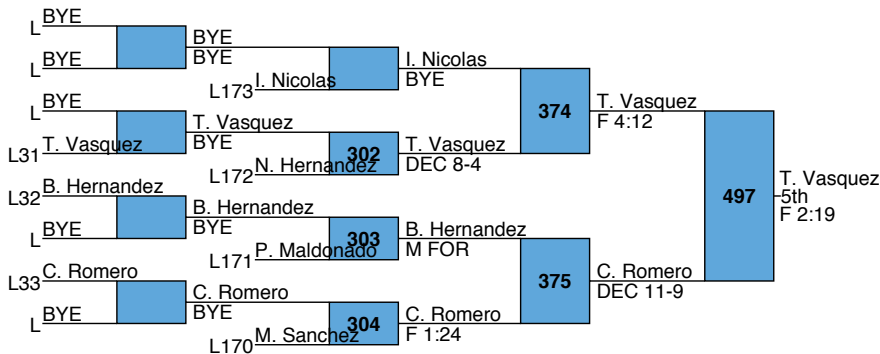 BYE
L
BYE
L
BYE
BYE
I. Nicolas
L173
I. Nicolas
BYE
BYE
L
T. Vasquez
L31
T. Vasquez
BYE
302
N. Hernandez
L172
T. Vasquez
DEC 8-4
374
T. Vasquez
F 4:12
B. Hernandez
L32
BYE
L
B. Hernandez
BYE
303
P. Maldonado
L171
B. Hernandez
M FOR
C. Romero
L33
BYE
L
C. Romero
BYE
304
M. Sanchez
L170
C. Romero
F 1:24
375
C. Romero
DEC 11-9
497
T. Vasquez
5th
F 2:19